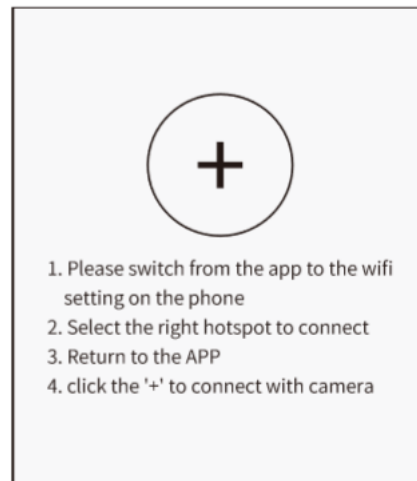 1. Please switch from the app to the wifi
setting on the phone
2. Select the right hotspot to connect
3. Return to the APP
4. click the '+' to connect with camera